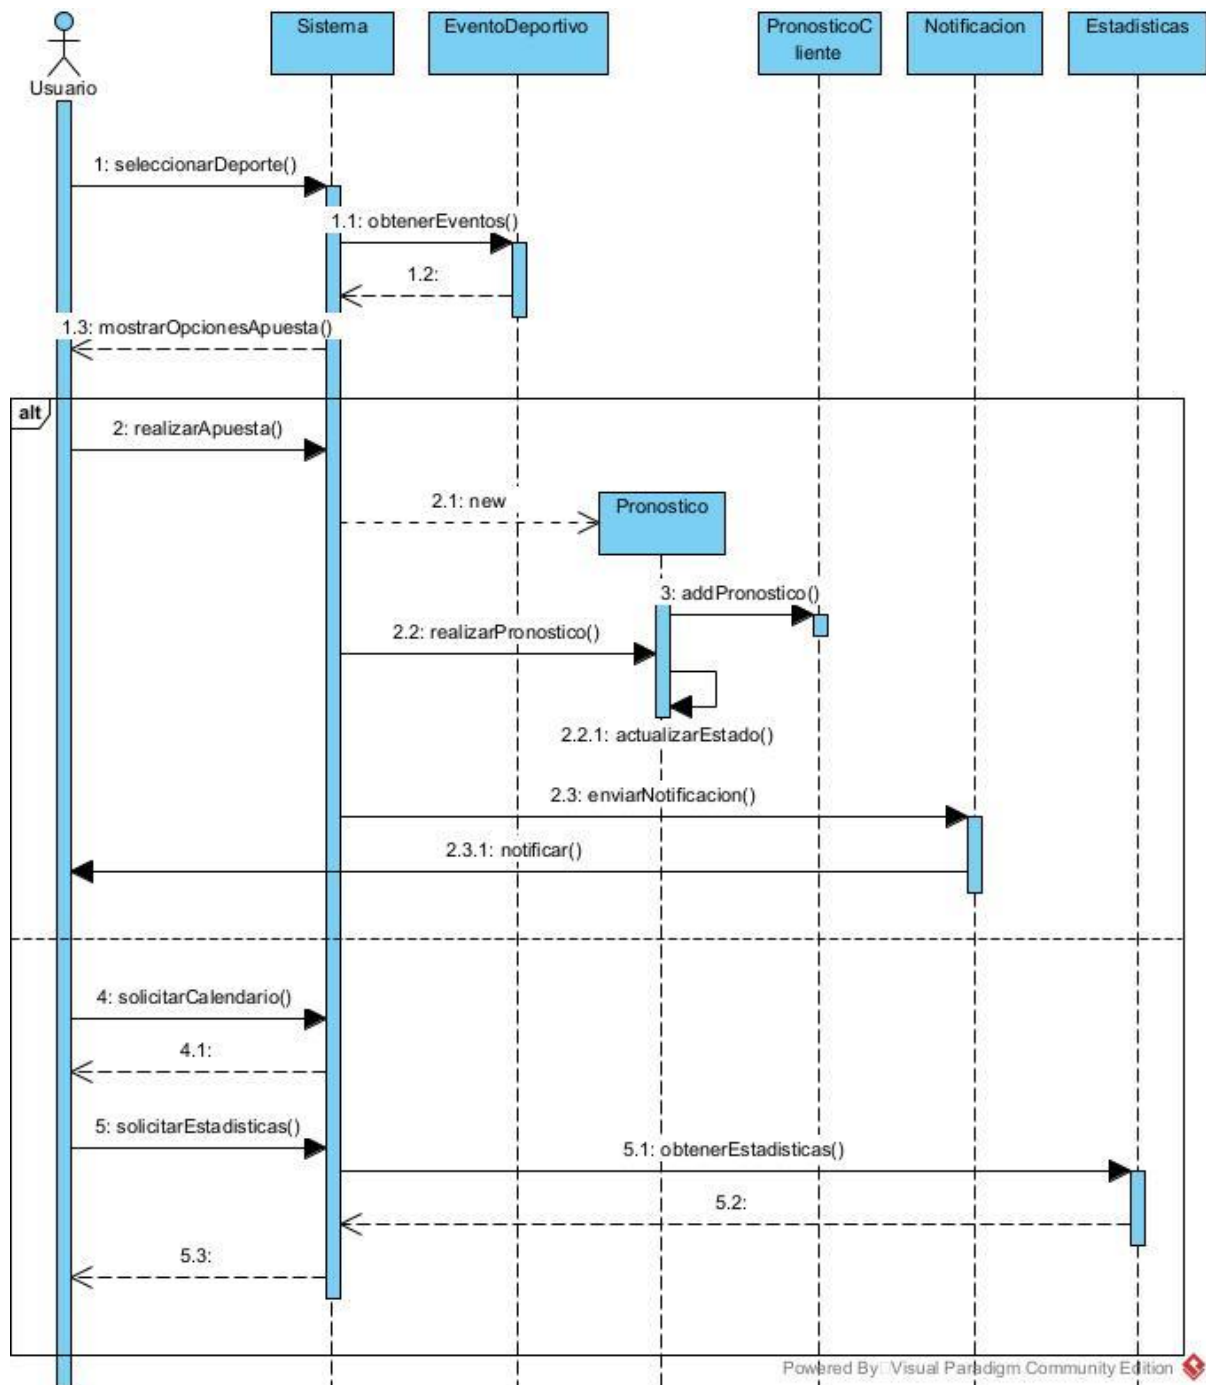 Sistema
EventoDeportivo
PronosticoC
liente
Notificacion
Estadisticas
Usuario
1: seleccionarDeporte()
1.1: obtenerEventos()
1.2:
1.3: mostrarOpcionesApuesta()
alt
2: realizarApuesta()
2.1: new
Pronostico
3: addPronostico()
2.2: realizarPronostico()
2.2.1: actualizarEstado()
2.3: enviarNotificacion()
2.3.1: notificar()
4: solicitarCalendario()
4.1:
5: solicitarEstadisticas()
5.1: obtenerEstadisticas()
5.2:
5.3:
Powered By Visual Paradigm Community Edition